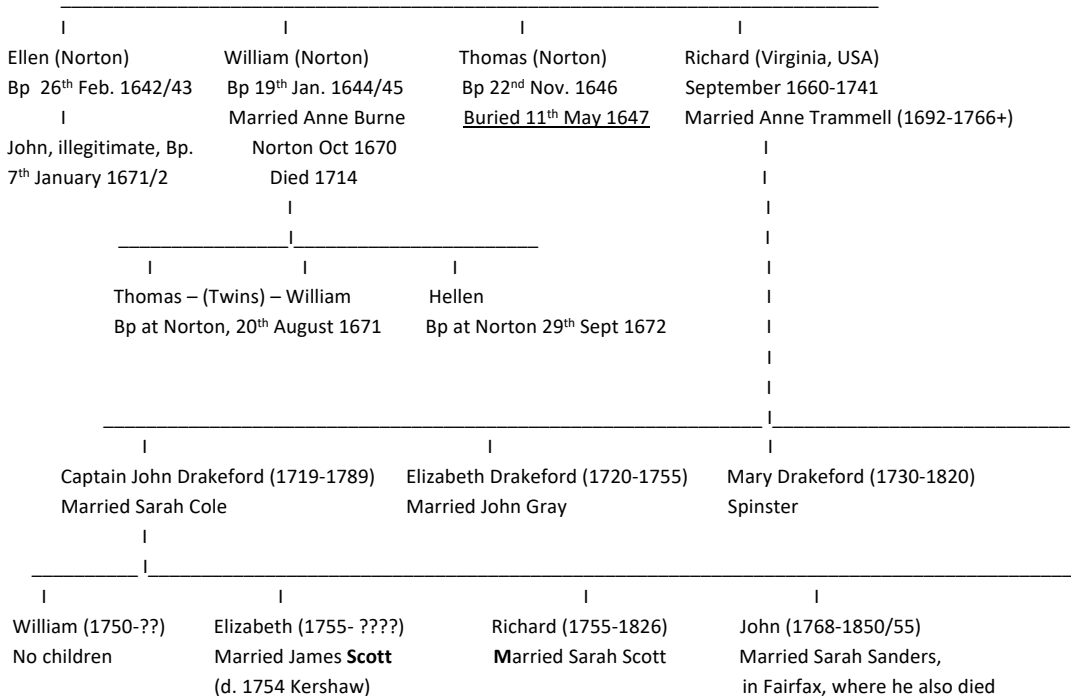 Ellen (Norton) William (Norton) Thomas (Norton) Richard (Virginia, USA)
Bp 26th Feb. 1642/43 Bp 19th Jan. 1644/45 Bp 22nd Nov. 1646 September 1660-1741
Married Anne Burne Buried 11th May 1647 Married Anne Trammell (1692-1766+)
John, illegitimate, Bp. Norton Oct 1670
7th January 1671/2 Died 1714
Thomas – (Twins) – William Hellen
Bp at Norton, 20th August 1671 Bp at Norton 29th Sept 1672
Captain John Drakeford (1719-1789) Elizabeth Drakeford (1720-1755) Mary Drakeford (1730-1820)
Married Sarah Cole Married John Gray Spinster
William (1750-??) Elizabeth (1755- ????) Richard (1755-1826) John (1768-1850/55)
No children Married James Scott Married Sarah Scott Married Sarah Sanders,
(d. 1754 Kershaw) in Fairfax, where he also died